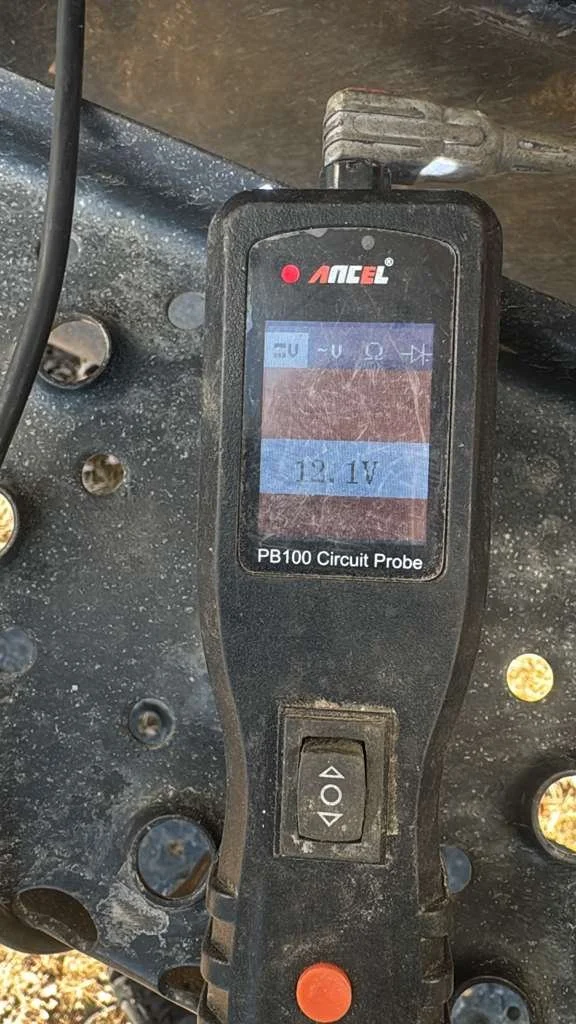 ANCEL®
⎓V ~V Ω
12.1V
PB100 Circuit Probe